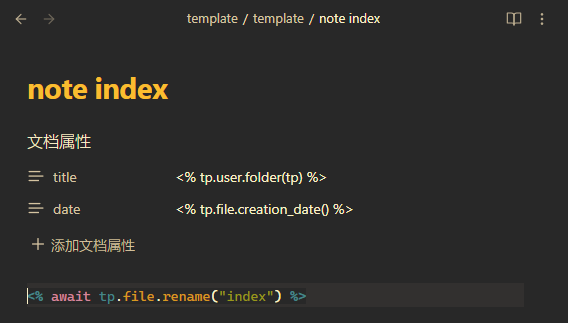 template / template / note index
note index
文档属性
title <% tp.user.folder(tp) %>
date <% tp.file.creation_date() %>
添加文档属性
<% await tp.file.rename("index") %>